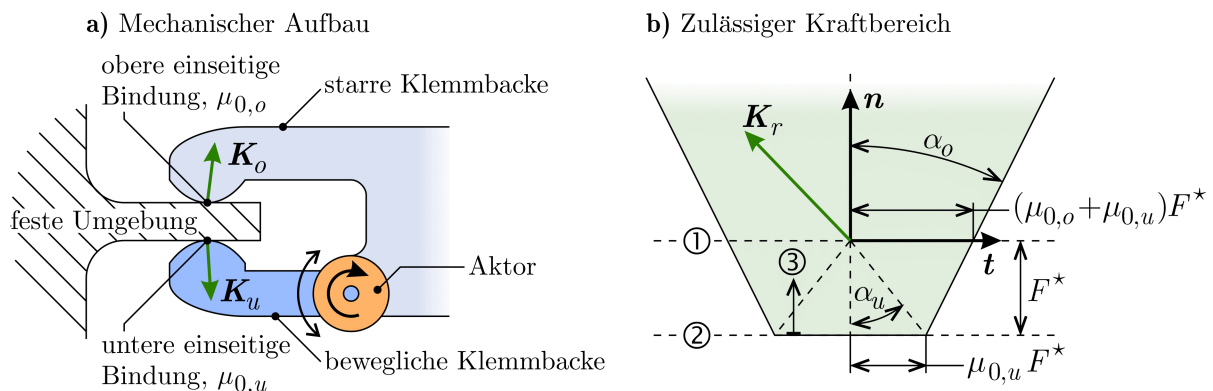 a) Mechanischer Aufbau
obere einseitige
Bindung, μ₀,ₒ
starre Klemmbacke
Kₒ
feste Umgebung
Kᵤ
Aktor
untere einseitige
Bindung, μ₀,ᵤ
bewegliche Klemmbacke
b) Zulässiger Kraftbereich
n
Kᵣ
αₒ
(μ₀,ₒ+μ₀,ᵤ)F*
①
t
③
αᵤ
F*
②
μ₀,ᵤ F*